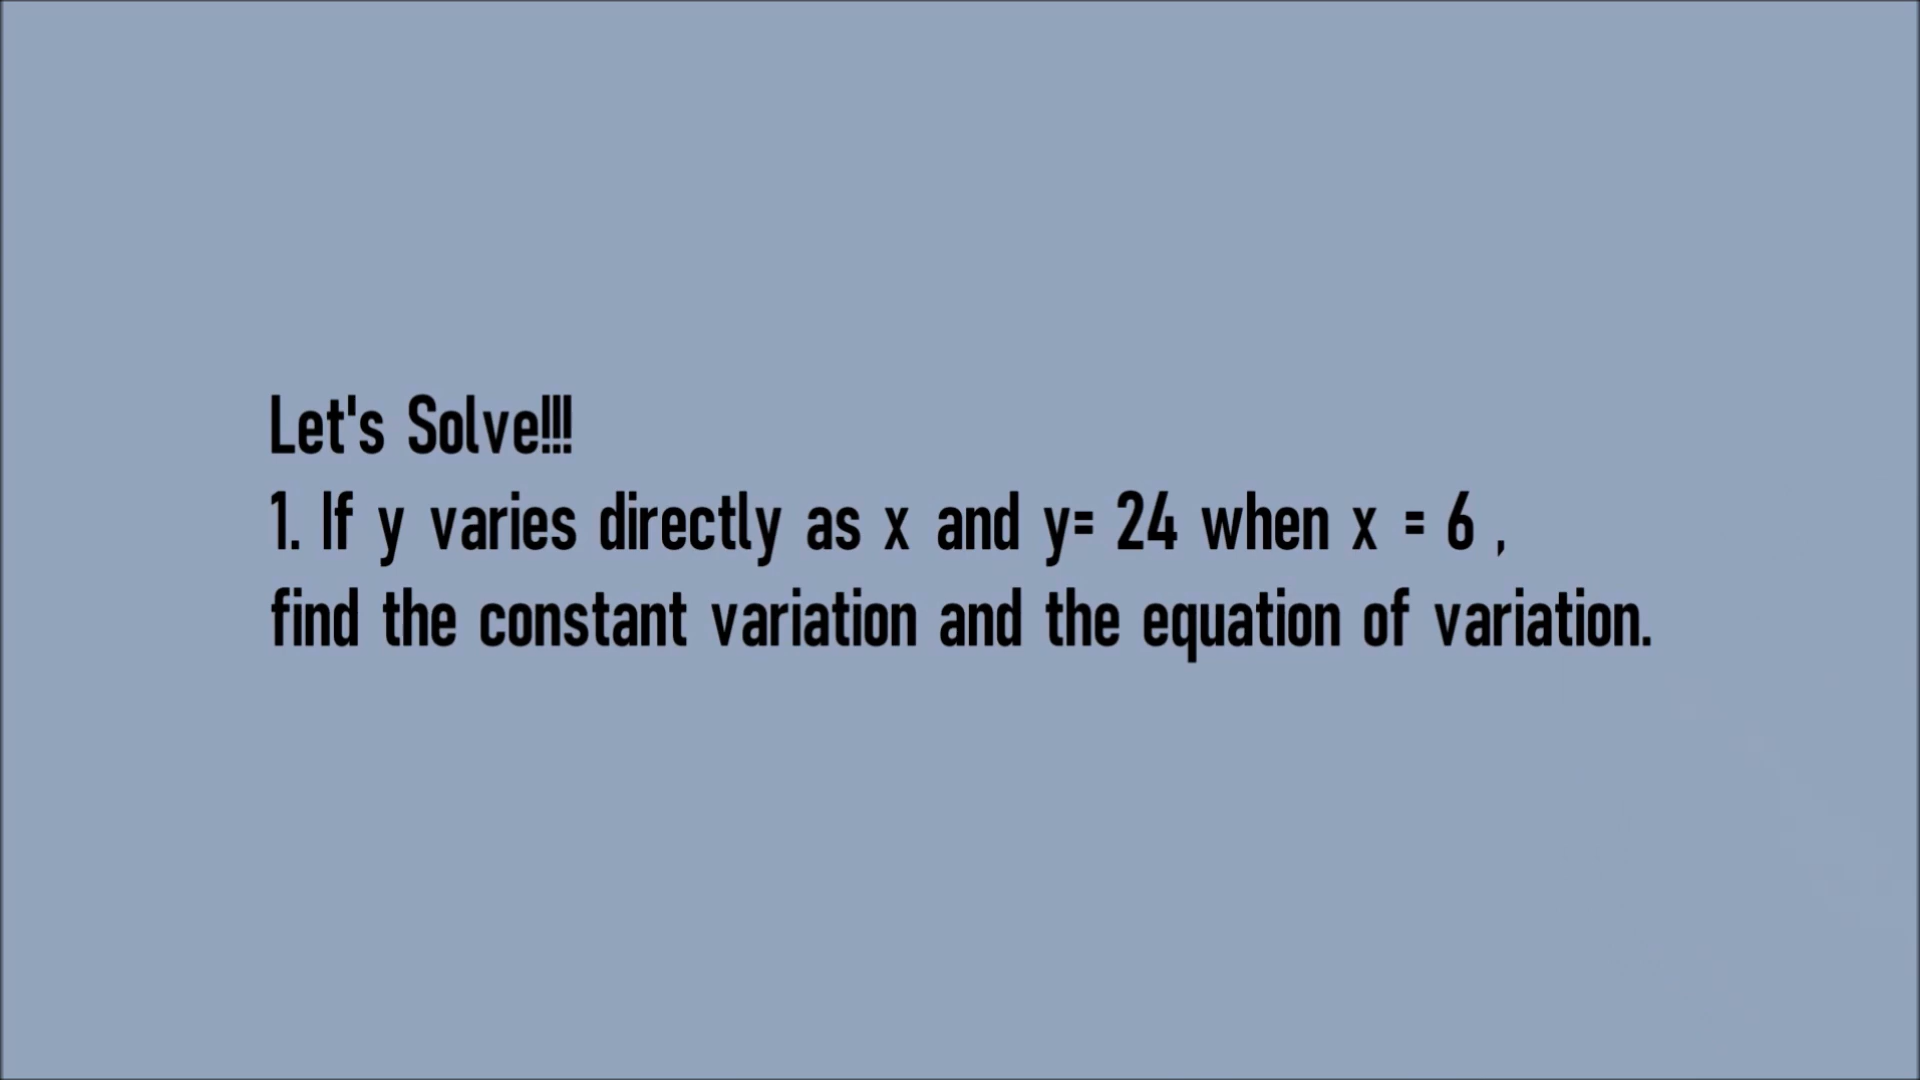 Let's Solve!!!
1. If y varies directly as x and y= 24 when x = 6 ,
find the constant variation and the equation of variation.